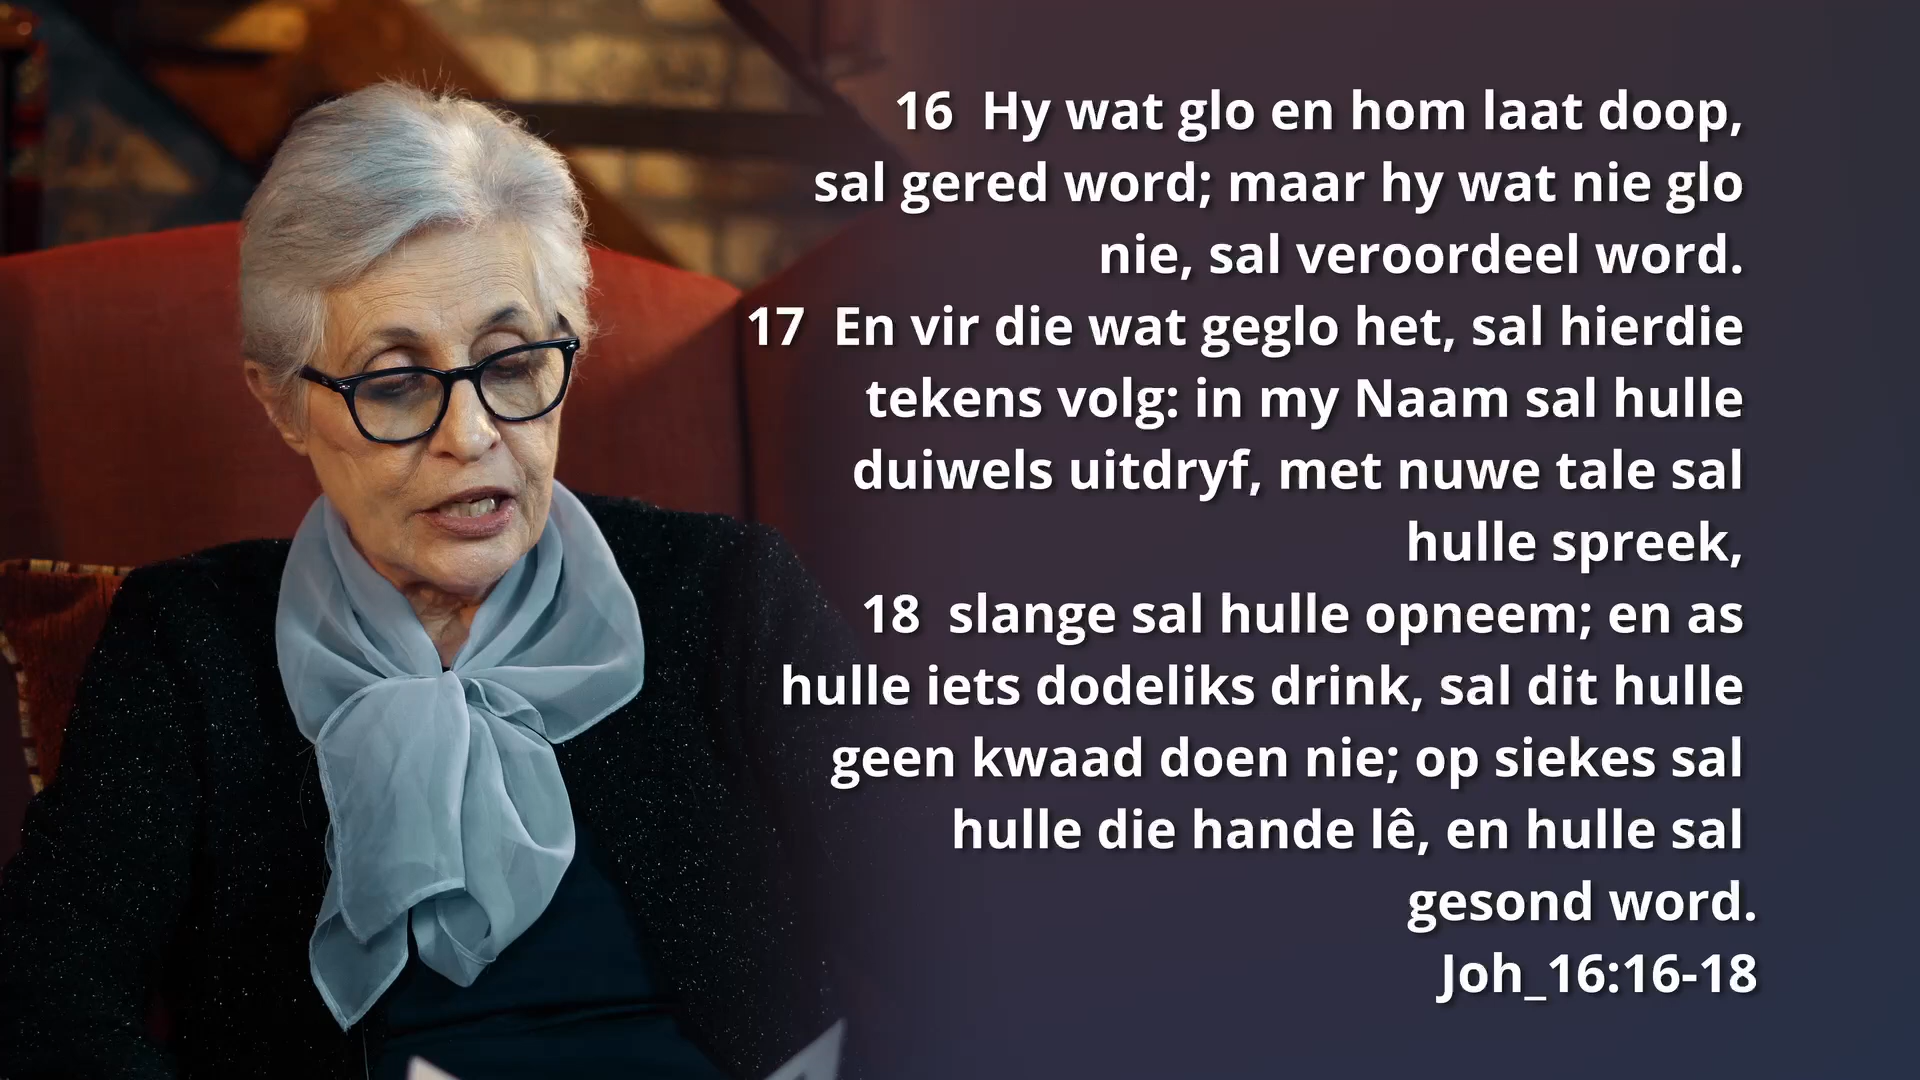 16  Hy wat glo en hom laat doop,
sal gered word; maar hy wat nie glo
nie, sal veroordeel word.
17  En vir die wat geglo het, sal hierdie
tekens volg: in my Naam sal hulle
duiwels uitdryf, met nuwe tale sal
hulle spreek,
18  slange sal hulle opneem; en as
hulle iets dodeliks drink, sal dit hulle
geen kwaad doen nie; op siekes sal
hulle die hande lê, en hulle sal
gesond word.
Joh_16:16-18